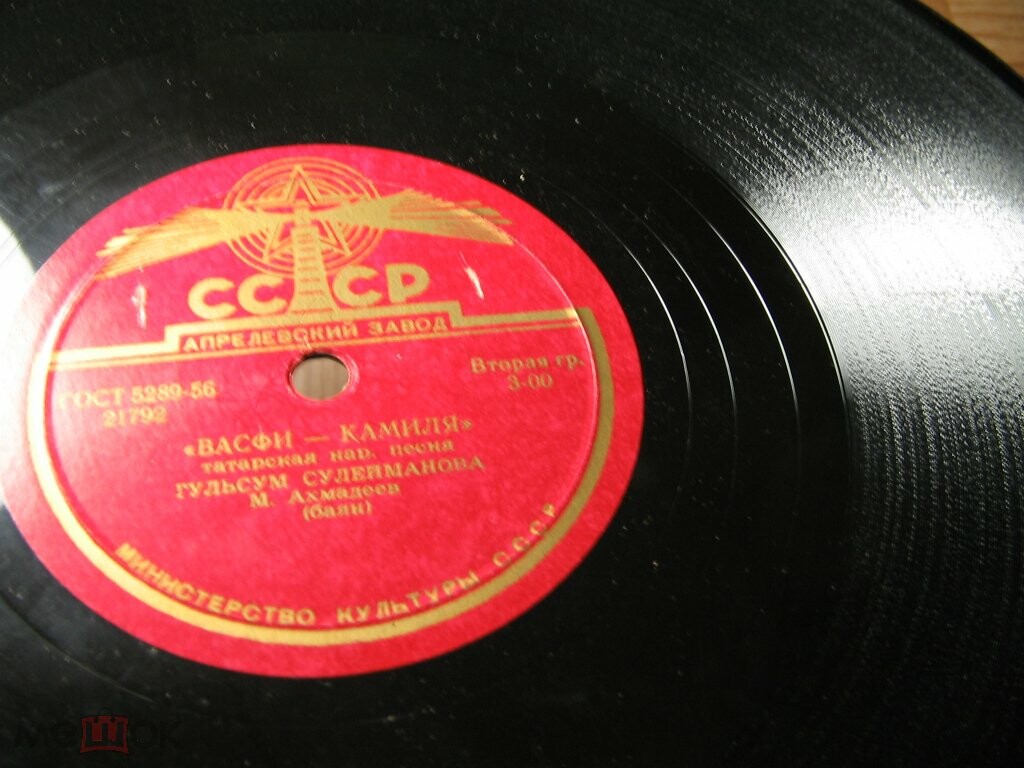 СССР
АПРЕЛЕВСКИЙ ЗАВОД
ГОСТ 5289-56
21792
Вторая гр.
3-00
«ВАСФИ — КАМИЛЯ»
татарская нар. песня
ГУЛЬСУМ СУЛЕЙМАНОВА
М. Ахмадеев
(баян)
МИНИСТЕРСТВО КУЛЬТУРЫ С.С.С.Р.
мешок